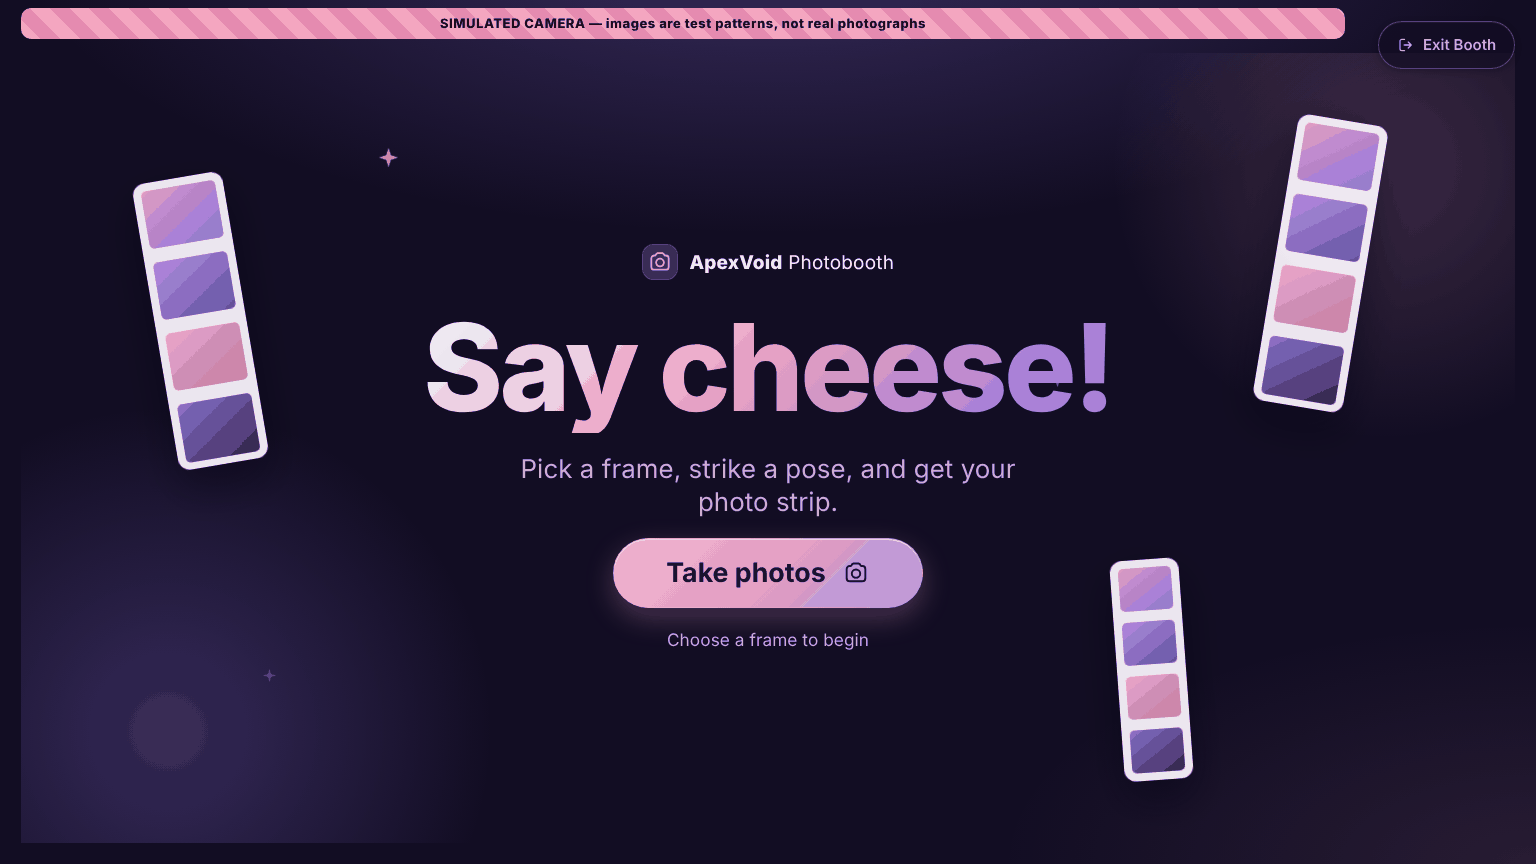 SIMULATED CAMERA — images are test patterns, not real photographs
Exit Booth
ApexVoid Photobooth
Say cheese!
Pick a frame, strike a pose, and get your
photo strip.
Take photos
Choose a frame to begin